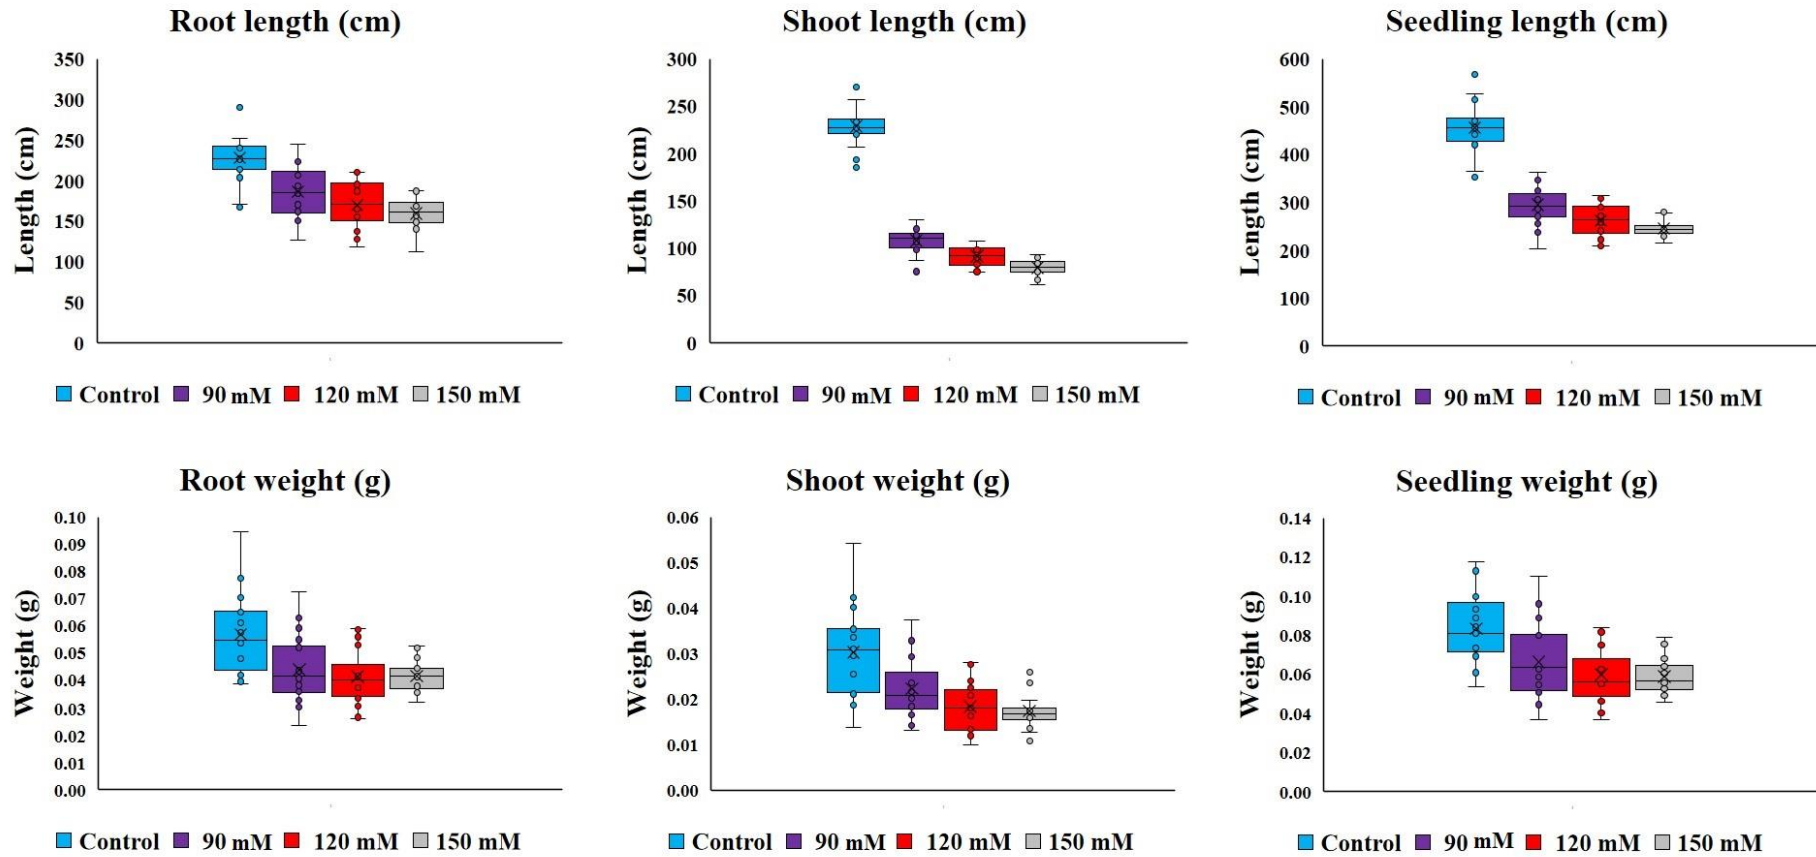 Root length (cm)
Length (cm)
350
300
250
200
150
100
50
0
Control 90 mM 120 mM 150 mM
Shoot length (cm)
Length (cm)
300
250
200
150
100
50
0
Control 90 mM 120 mM 150 mM
Seedling length (cm)
Length (cm)
600
500
400
300
200
100
0
Control 90 mM 120 mM 150 mM
Root weight (g)
Weight (g)
0.10
0.09
0.08
0.07
0.06
0.05
0.04
0.03
0.02
0.01
0.00
Control 90 mM 120 mM 150 mM
Shoot weight (g)
Weight (g)
0.06
0.05
0.04
0.03
0.02
0.01
0.00
Control 90 mM 120 mM 150 mM
Seedling weight (g)
Weight (g)
0.14
0.12
0.10
0.08
0.06
0.04
0.02
0.00
Control 90 mM 120 mM 150 mM